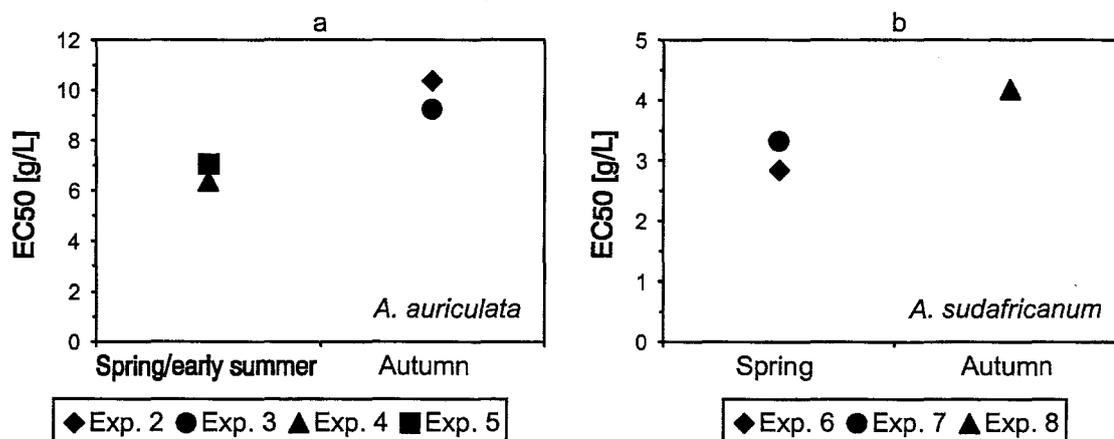 a
12
10
8
6
4
2
0
EC50 [g/L]
A. auriculata
Spring/early summer Autumn
◆ Exp. 2 ● Exp. 3 ▲ Exp. 4 ■ Exp. 5
b
5
4
3
2
1
0
EC50 [g/L]
A. sudafricanum
Spring Autumn
◆ Exp. 6 ● Exp. 7 ▲ Exp. 8